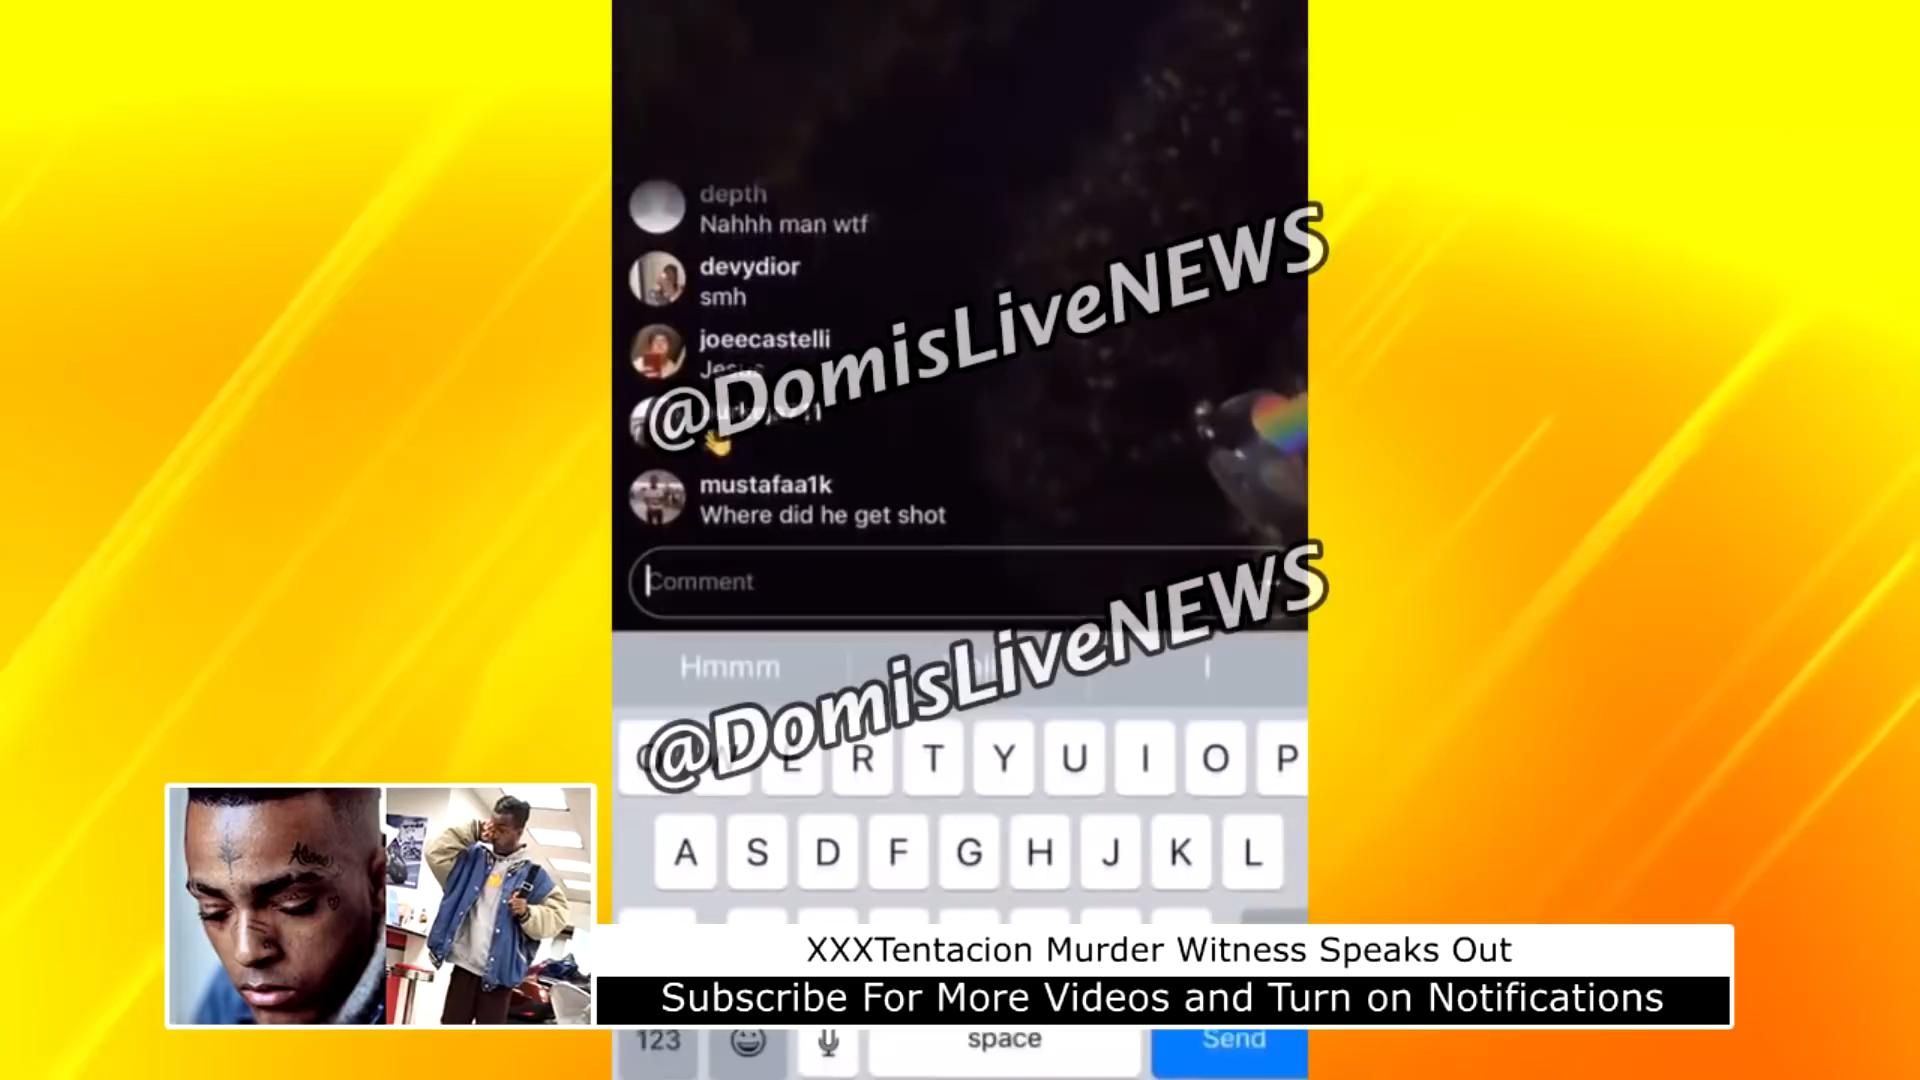 depth
Nahhh man wtf
devydior
smh
joeecastelli
Jesus
@DomisLiveNEWS
mustafaa1k
Where did he get shot
Comment
@DomisLiveNEWS
Hmmm
I
E R T Y U I O P
A S D F G H J K L
XXXTentacion Murder Witness Speaks Out
Subscribe For More Videos and Turn on Notifications
123
space
Send